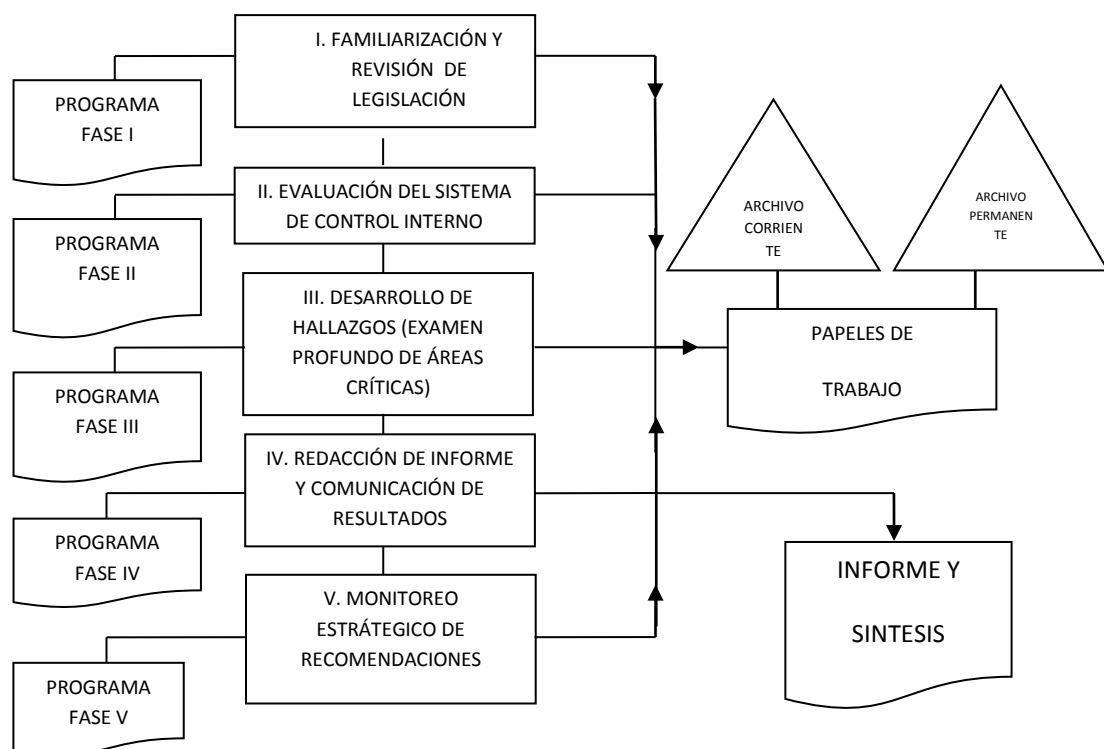 I. FAMILIARIZACIÓN Y
REVISIÓN DE
LEGISLACIÓN
PROGRAMA
FASE I
II. EVALUACIÓN DEL SISTEMA
DE CONTROL INTERNO
PROGRAMA
FASE II
ARCHIVO
CORRIEN
TE
ARCHIVO
PERMANEN
TE
III. DESARROLLO DE
HALLAZGOS (EXAMEN
PROFUNDO DE ÁREAS
CRÍTICAS)
PAPELES DE
TRABAJO
PROGRAMA
FASE III
IV. REDACCIÓN DE INFORME
Y COMUNICACIÓN DE
RESULTADOS
PROGRAMA
FASE IV
INFORME Y
SINTESIS
V. MONITOREO
ESTRÁTEGICO DE
RECOMENDACIONES
PROGRAMA
FASE V